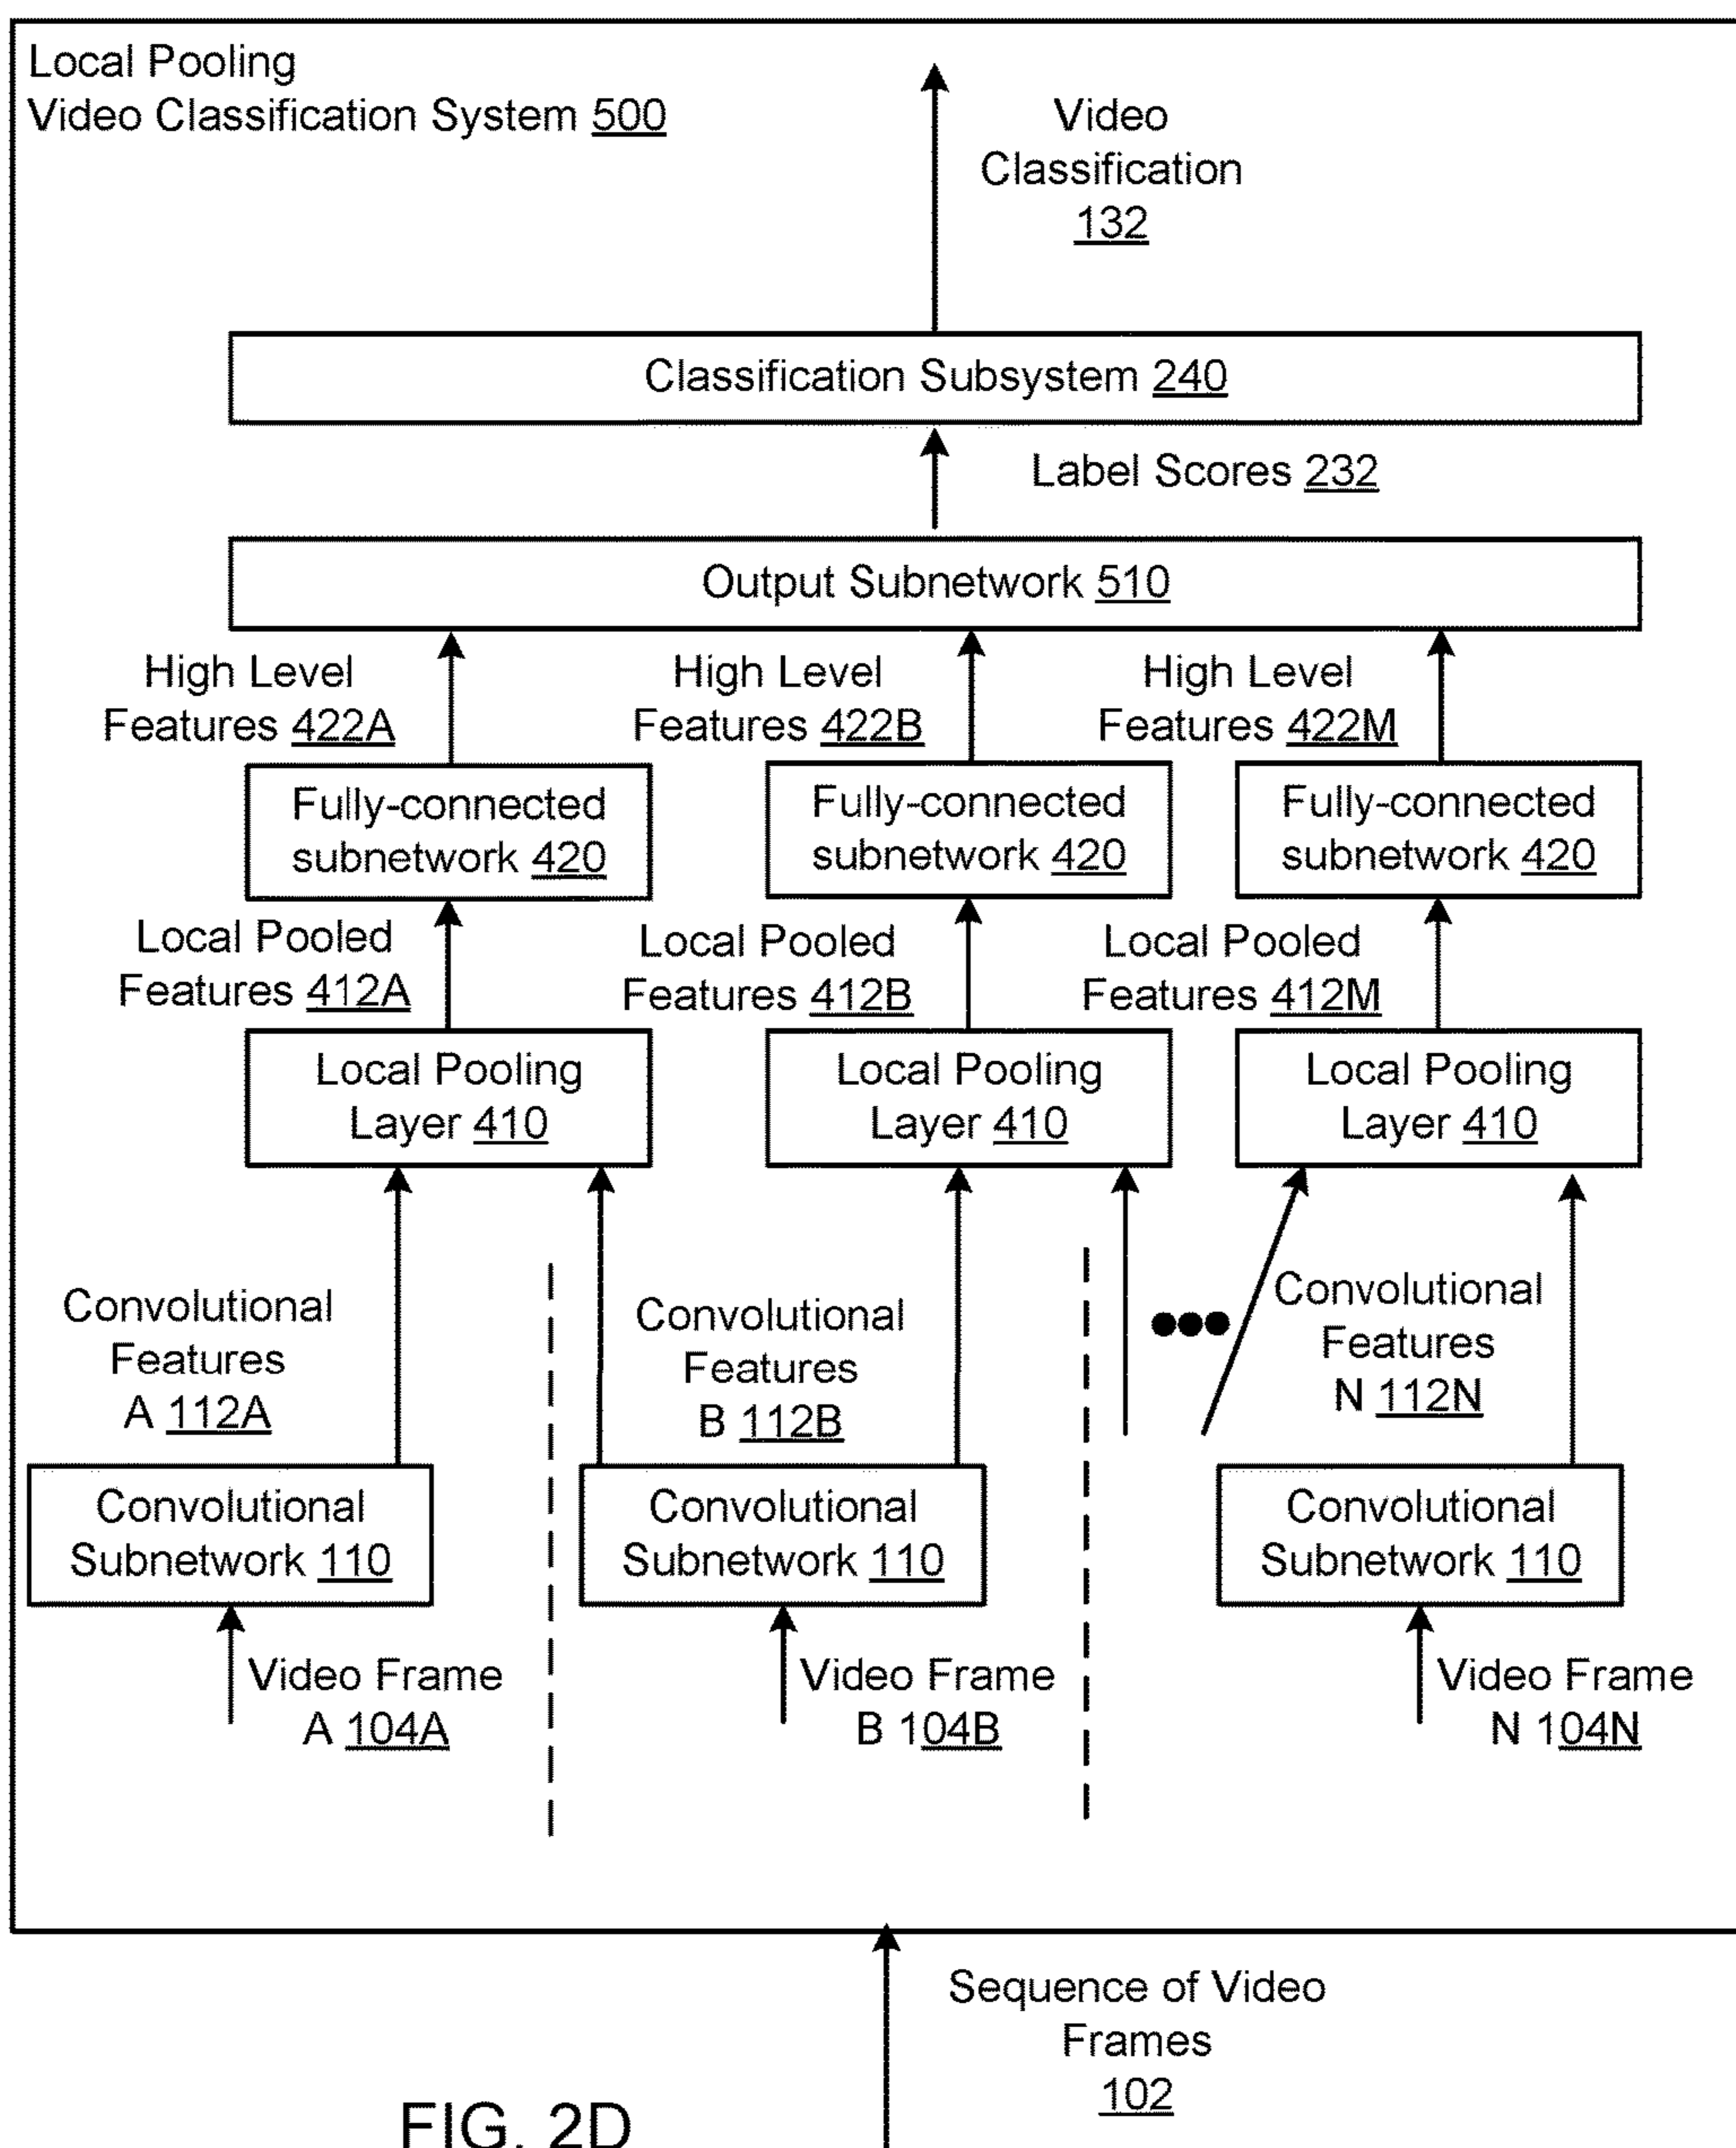 Local Pooling
Video Classification System 500
Video
Classification
132
Classification Subsystem 240
Label Scores 232
Output Subnetwork 510
High Level
Features 422A
High Level
Features 422B
High Level
Features 422M
Fully-connected
subnetwork 420
Fully-connected
subnetwork 420
Fully-connected
subnetwork 420
Local Pooled
Features 412A
Local Pooled
Features 412B
Local Pooled
Features 412M
Local Pooling
Layer 410
Local Pooling
Layer 410
Local Pooling
Layer 410
Convolutional
Features
A 112A
Convolutional
Features
B 112B
Convolutional
Features
N 112N
Convolutional
Subnetwork 110
Convolutional
Subnetwork 110
Convolutional
Subnetwork 110
Video Frame
A 104A
Video Frame
B 104B
Video Frame
N 104N
Sequence of Video
Frames
102
FIG. 2D